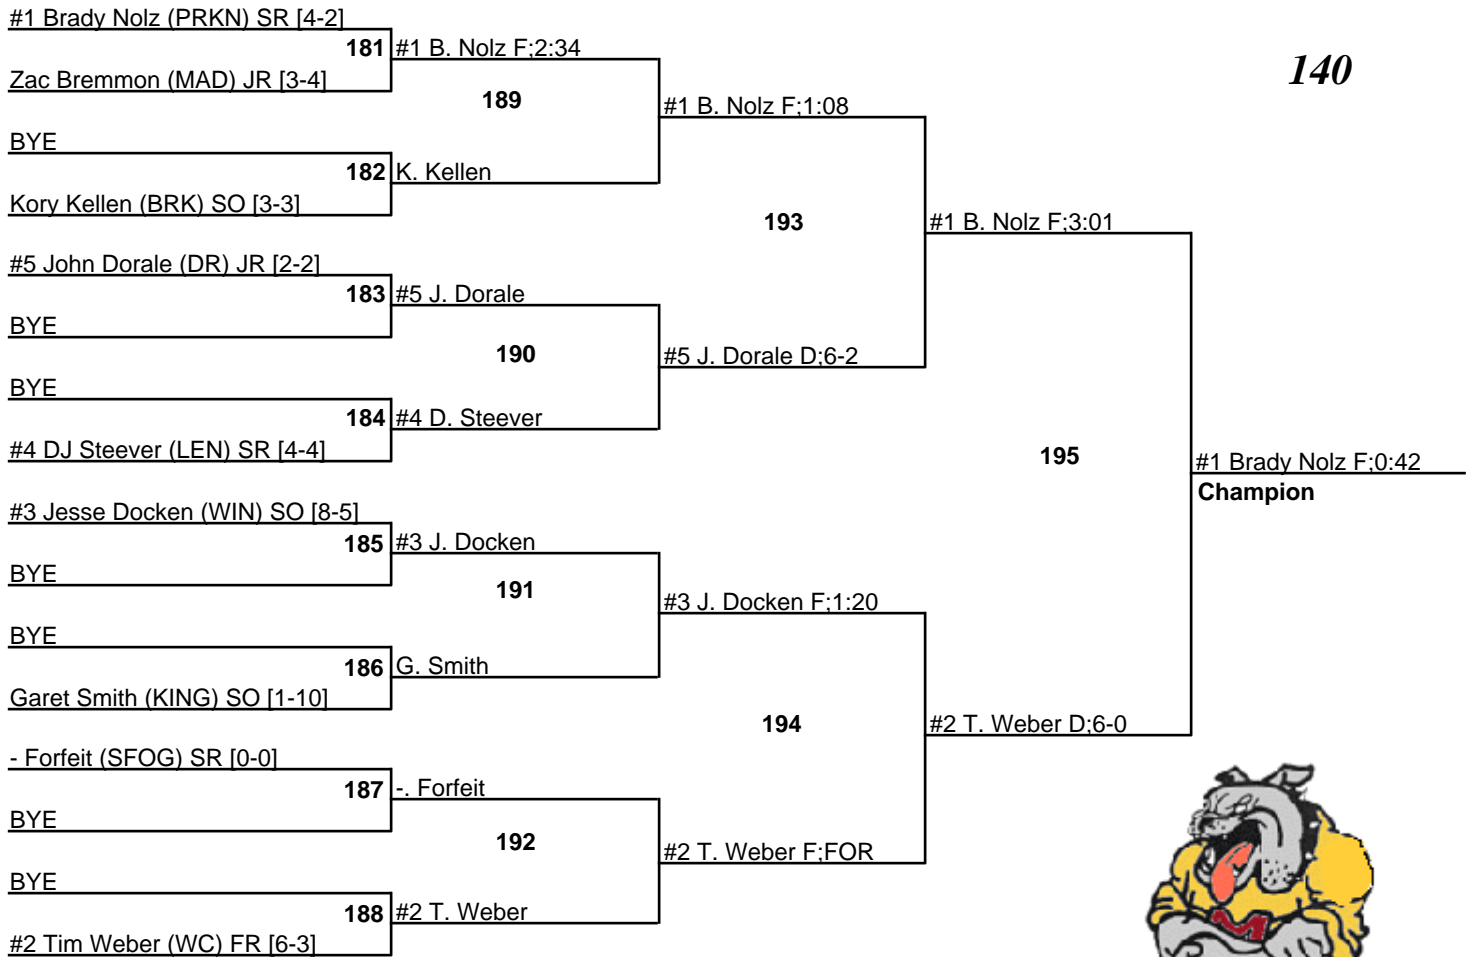 #1 Brady Nolz (PRKN) SR [4-2]
181
#1 B. Nolz F;2:34
140
Zac Bremmon (MAD) JR [3-4]
189
#1 B. Nolz F;1:08
BYE
182
K. Kellen
Kory Kellen (BRK) SO [3-3]
193
#1 B. Nolz F;3:01
#5 John Dorale (DR) JR [2-2]
183
#5 J. Dorale
BYE
190
#5 J. Dorale D;6-2
BYE
184
#4 D. Steever
#4 DJ Steever (LEN) SR [4-4]
195
#1 Brady Nolz F;0:42
Champion
#3 Jesse Docken (WIN) SO [8-5]
185
#3 J. Docken
BYE
191
#3 J. Docken F;1:20
BYE
186
G. Smith
Garet Smith (KING) SO [1-10]
194
#2 T. Weber D;6-0
- Forfeit (SFOG) SR [0-0]
187
-. Forfeit
BYE
192
#2 T. Weber F;FOR
BYE
188
#2 T. Weber
#2 Tim Weber (WC) FR [6-3]
M